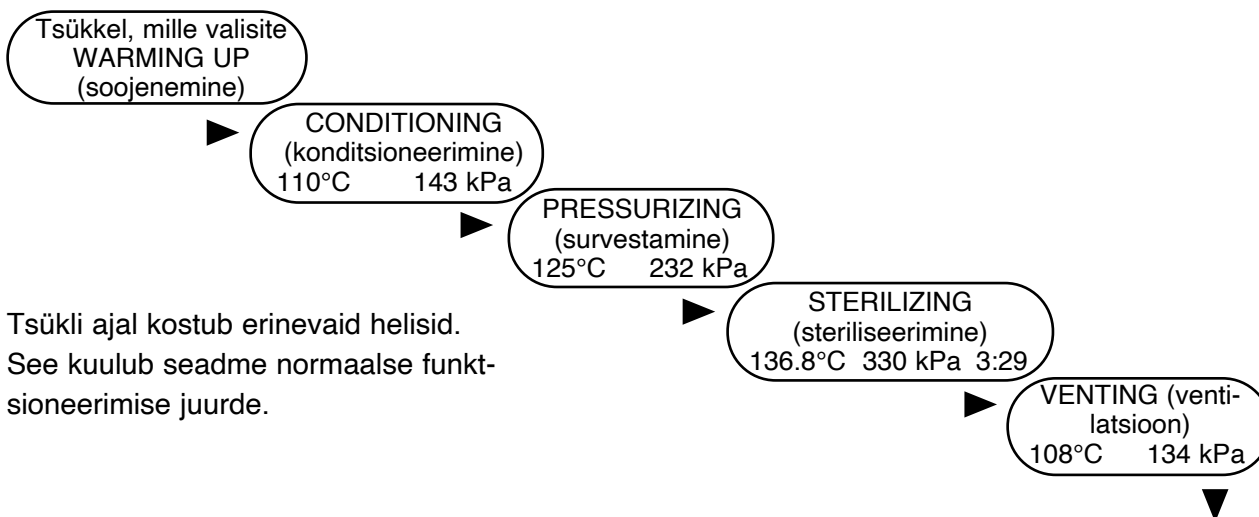 Tsükkel, mille valisite
WARMING UP
(soojenemine)
CONDITIONING
(konditsioneerimine)
110°C 143 kPa
PRESSURIZING
(survestamine)
125°C 232 kPa
STERILIZING
(steriliseerimine)
136.8°C 330 kPa 3:29
VENTING (venti-
latsioon)
108°C 134 kPa
Tsükli ajal kostub erinevaid helisid.
See kuulub seadme normaalse funkt-
sioneerimise juurde.